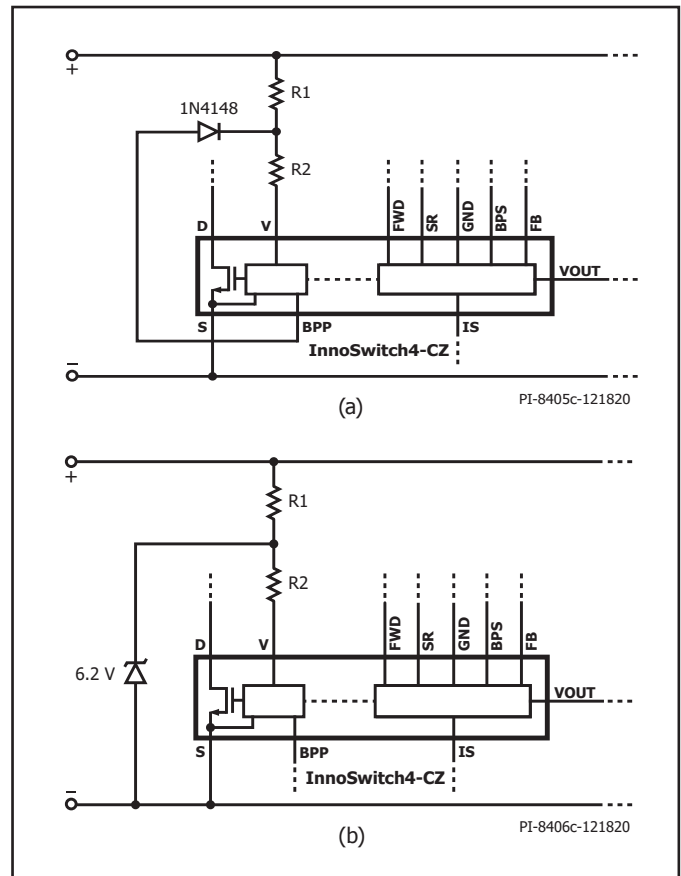 +
R1
1N4148
R2
D
V
FWD
SR
GND
BPS
FB
VOUT
S
BPP
IS
InnoSwitch4-CZ
–
(a)
PI-8405c-121820
+
R1
R2
6.2 V
D
V
FWD
SR
GND
BPS
FB
VOUT
S
BPP
IS
InnoSwitch4-CZ
–
(b)
PI-8406c-121820